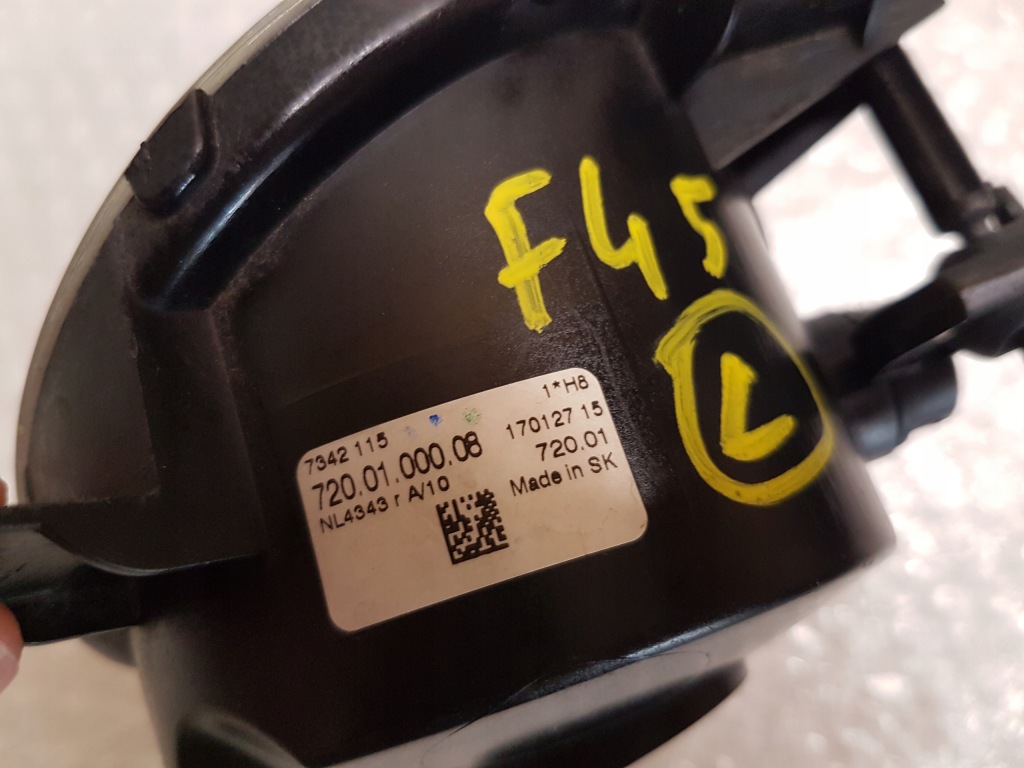 F45
L
7342 115
1*H8
720.01.000.08
170127 15
NL4343 r A/10
720.01
Made in SK